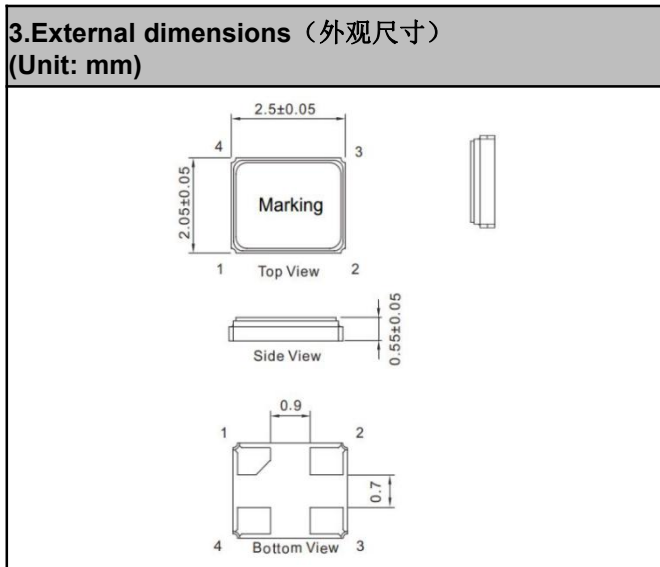 3.External dimensions（外观尺寸）
(Unit: mm)
2.5±0.05
4
3
2.05±0.05
Marking
1
Top View
2
0.55±0.05
Side View
0.9
1
2
0.7
4
Bottom View
3